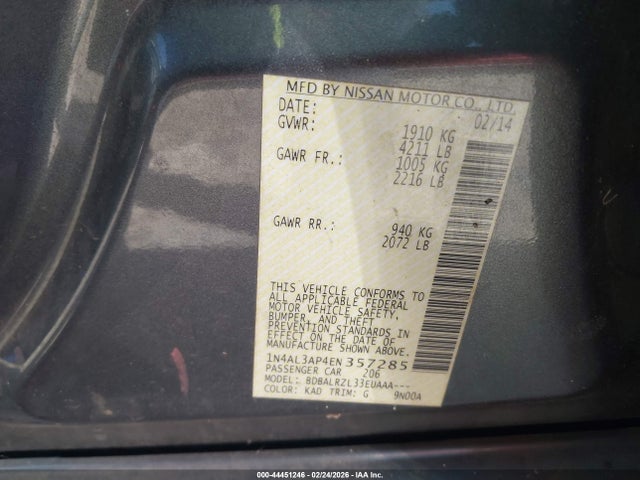 MFD BY NISSAN MOTOR CO., LTD.
DATE: 02/14
GVWR: 1910 KG
4211 LB
GAWR FR.: 1005 KG
2216 LB
GAWR RR.: 940 KG
2072 LB
THIS VEHICLE CONFORMS TO
ALL APPLICABLE FEDERAL
MOTOR VEHICLE SAFETY,
BUMPER, AND THEFT
PREVENTION STANDARDS IN
EFFECT ON THE DATE OF
MANUFACTURE SHOWN ABOVE.
1N4AL3AP4EN357285
PASSENGER CAR 206
MODEL: BDBALRZL33EUAAA---
COLOR: KAD TRIM: G 9N00A
000-44451246 - 02/24/2026 - IAA Inc.